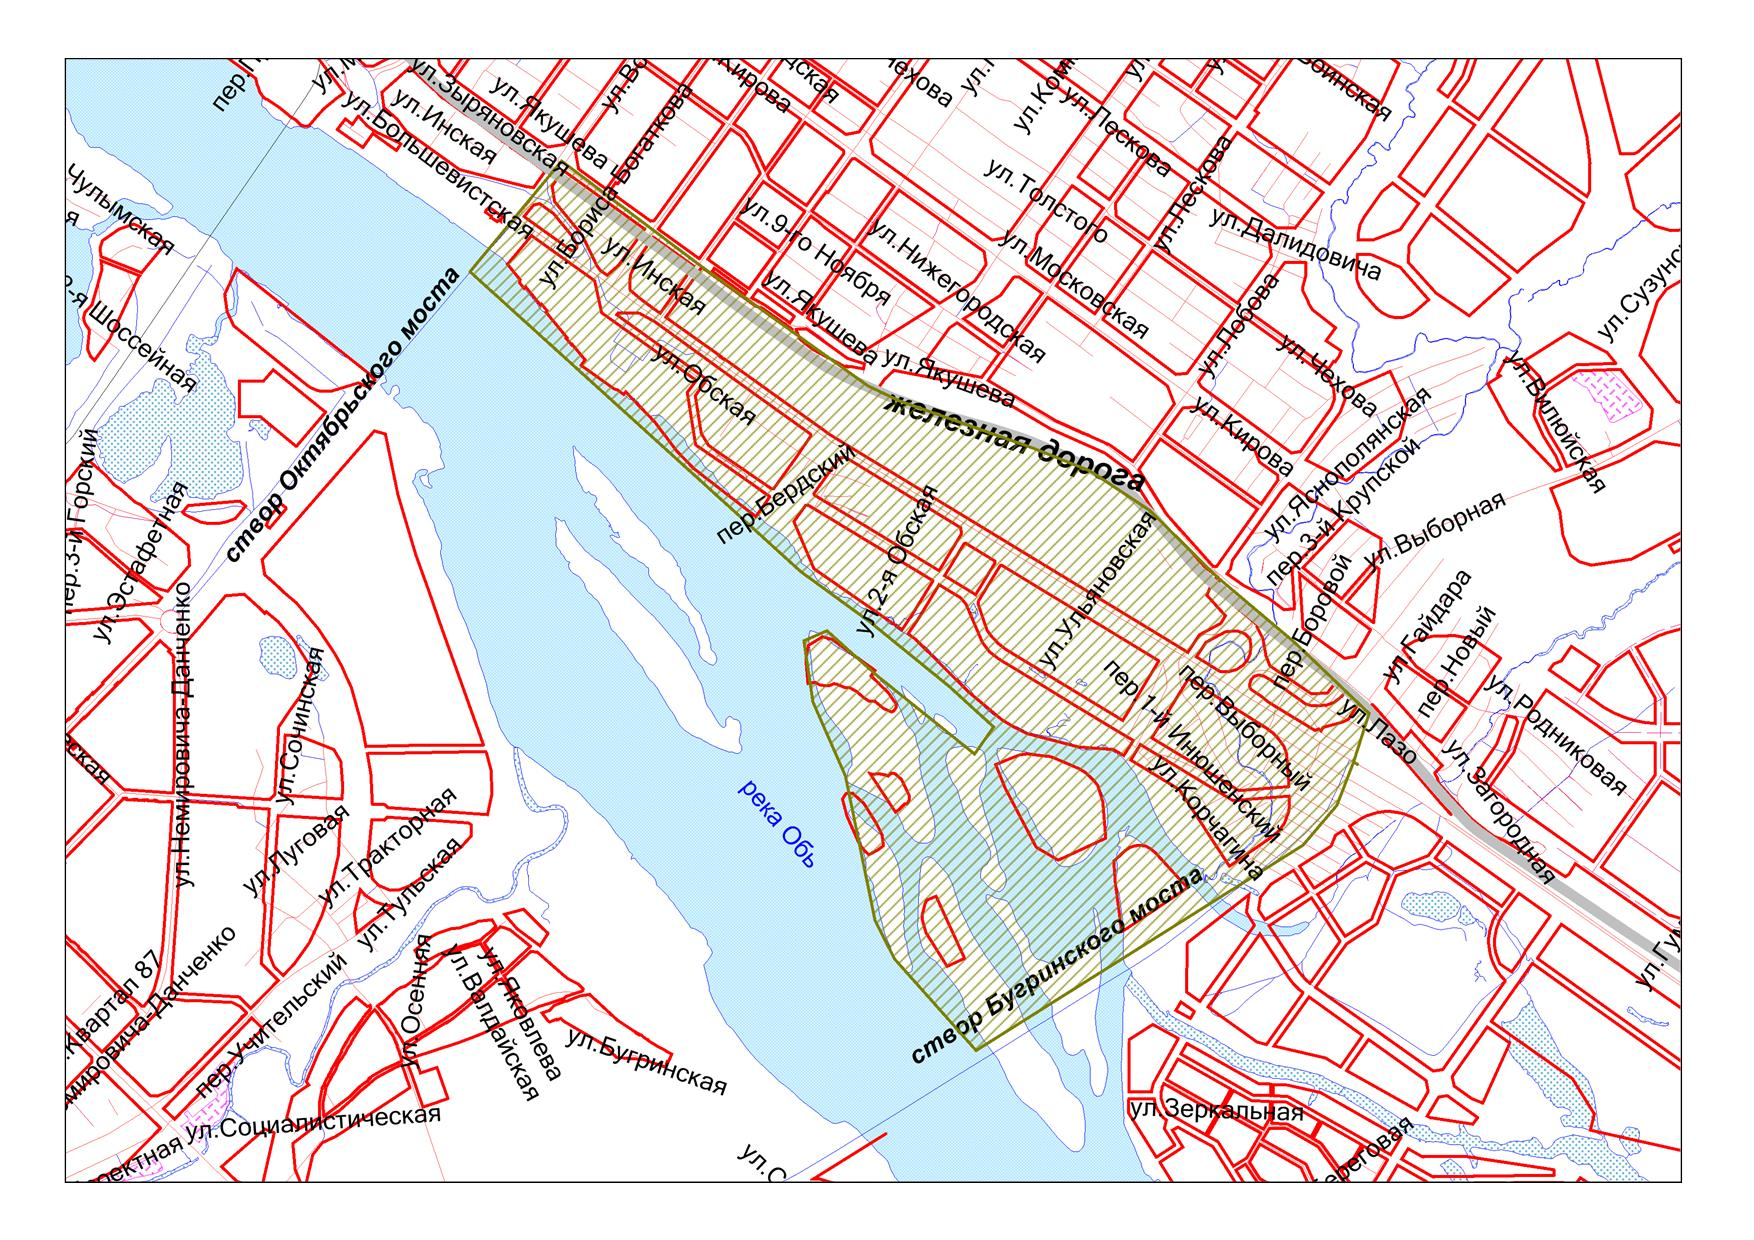 ул.Зыряновская
ул.Якушева
ул.Бориса Богаткова
ул.Инская
ул.Большевистская
ул.Лескова
ул.Толстого
ул.Лескова
ул.Далидовича
ул.9-го Ноября
ул.Нижегородская
ул.Московская
ул.Якушева
ул.Якушева
ул.Инская
ул.Обская
ул.Лобова
ул.Чехова
ул.Кирова
ул.Вилюйская
ул.Яснополянская
пер.3-й Крупской
ул.Выборная
железная дорога
створ Октябрьского моста
пер.Бердский
ул.2-я Обская
ул.Ульяновская
пер.Боровой
ул.Гайдара
пер.Новый
ул.Родниковая
ул.Лазо
ул.Загородная
пер.Выборный
пер.1-й Инюшенский
ул.Корчагина
створ Бугринского моста
река Обь
Чулымская
Шоссейная
пер.3-й Горский
ул.Эстафетная
ул.Немировича-Данченко
ул.Сочинская
ул.Луговая
ул.Тракторная
ул.Тульская
Квартал 87
пер.Учительский
ул.Осенняя
ул.Валдайская
ул.Яковлева
ул.Бугринская
ул.Социалистическая
ул.Зеркальная